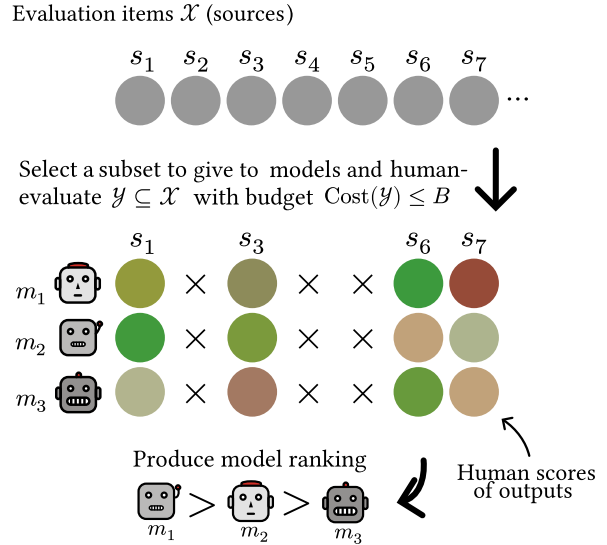 Evaluation items 𝒳 (sources)
s₁ s₂ s₃ s₄ s₅ s₆ s₇ ...
Select a subset to give to models and human-
evaluate 𝒴 ⊆ 𝒳 with budget Cost(𝒴) ≤ B
s₁ s₃ s₆ s₇
m₁ × × ×
m₂ × × ×
m₃ × × ×
Produce model ranking
Human scores
of outputs
> >
m₁ m₂ m₃